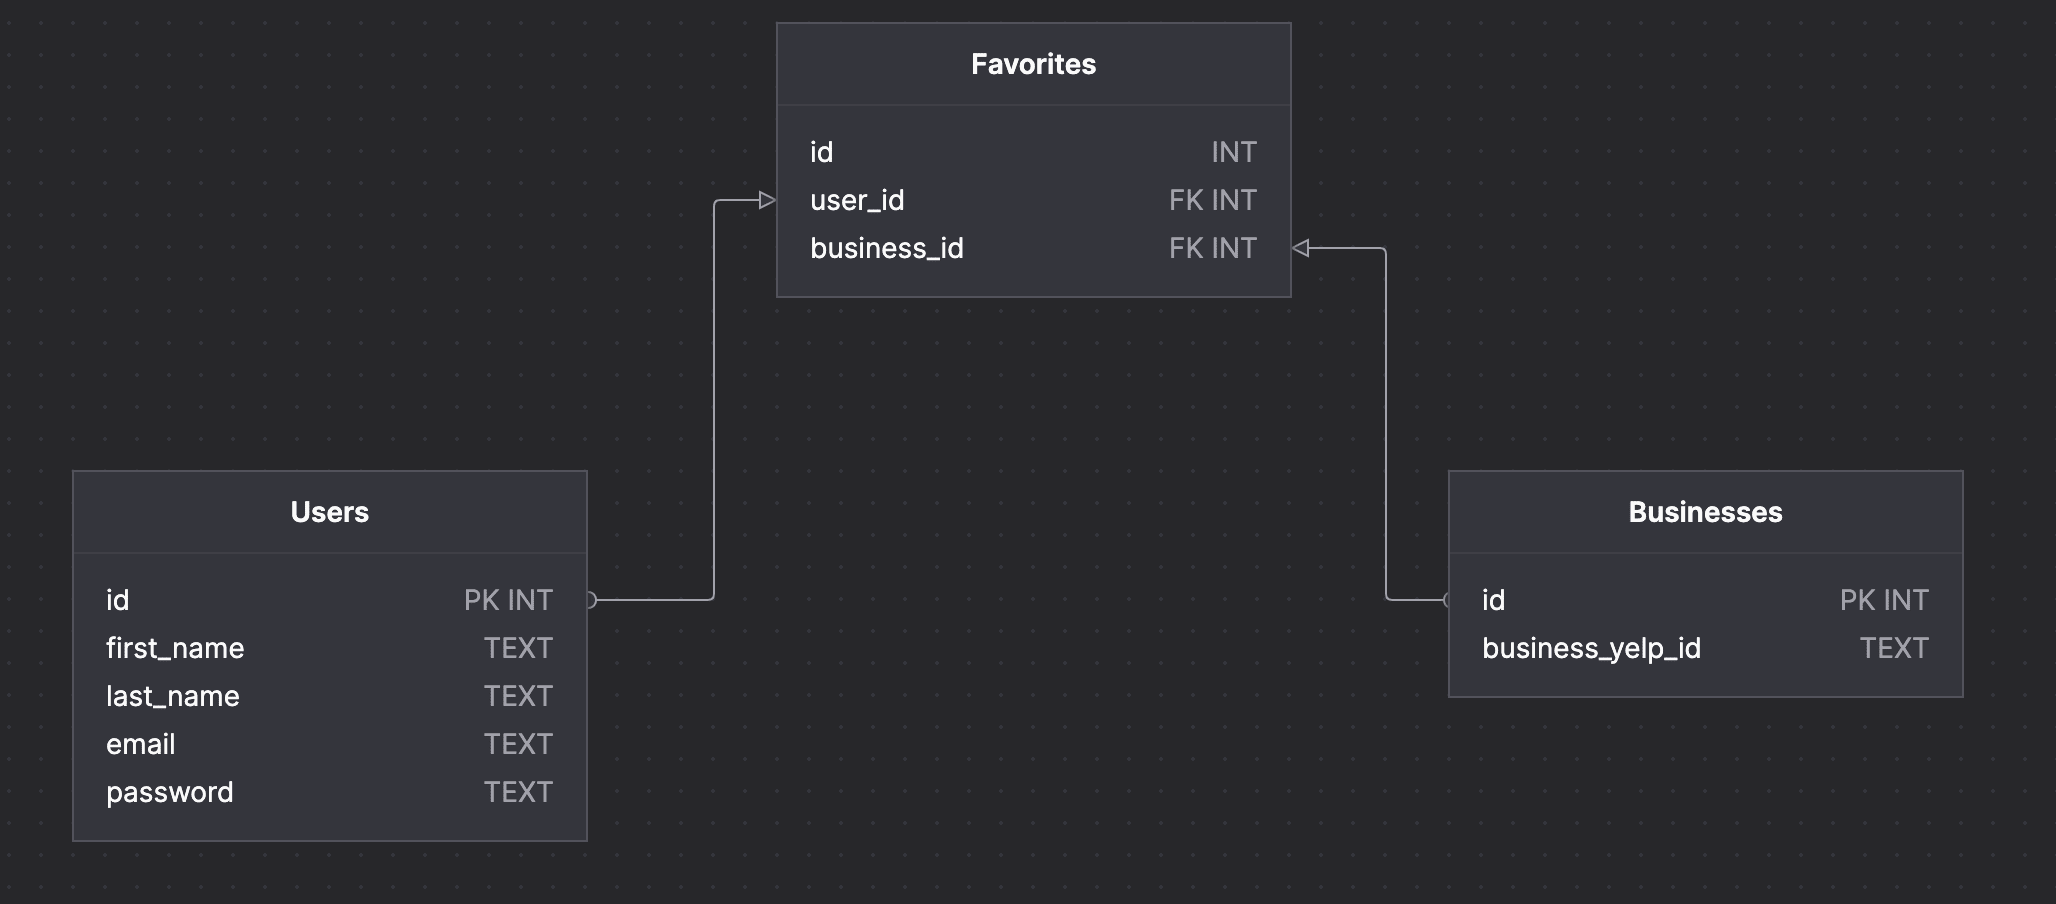 Favorites
id INT
user_id FK INT
business_id FK INT
Users
id PK INT
first_name TEXT
last_name TEXT
email TEXT
password TEXT
Businesses
id PK INT
business_yelp_id TEXT